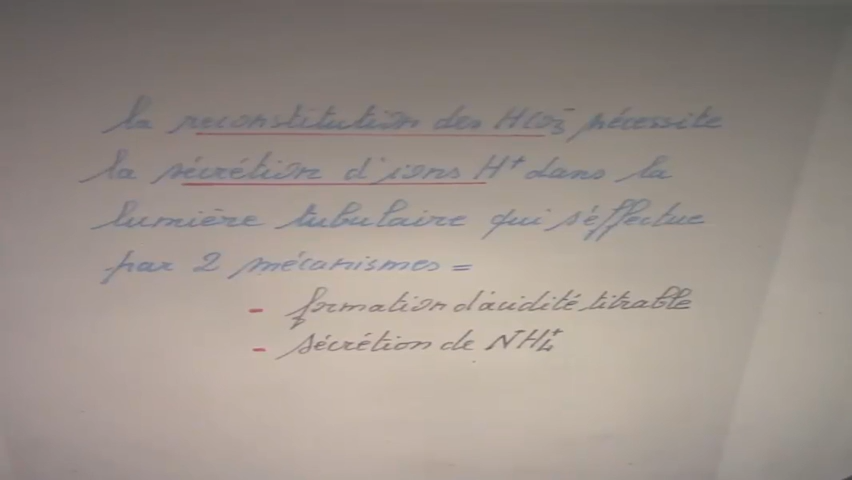 la reconstitution des HCO3- nécessite
la sécrétion d'ions H+ dans la
lumière tubulaire qui s'effectue
par 2 mécanismes =
- formation d'acidité titrable
- sécrétion de NH4+